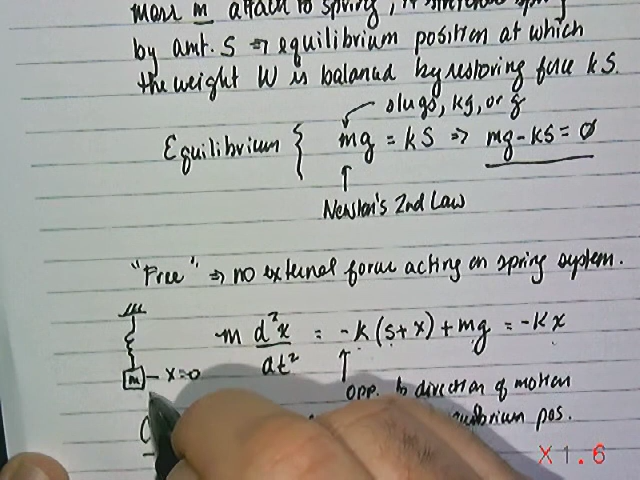 mass m attach to spring, it stretches spring
by amt. S ⇒ equilibrium position at which
the weight W is balanced by restoring force kS.
slugs, kg, or g
Equilibrium { mg = kS ⇒ mg - kS = 0
Newton's 2nd Law
"Free" ⇒ no external force acting on spring system.
m d²x/dt² = -k(S+x) + mg = -kx
m - x=0
opp. to direction of motion
equilibrium pos.
X1.6